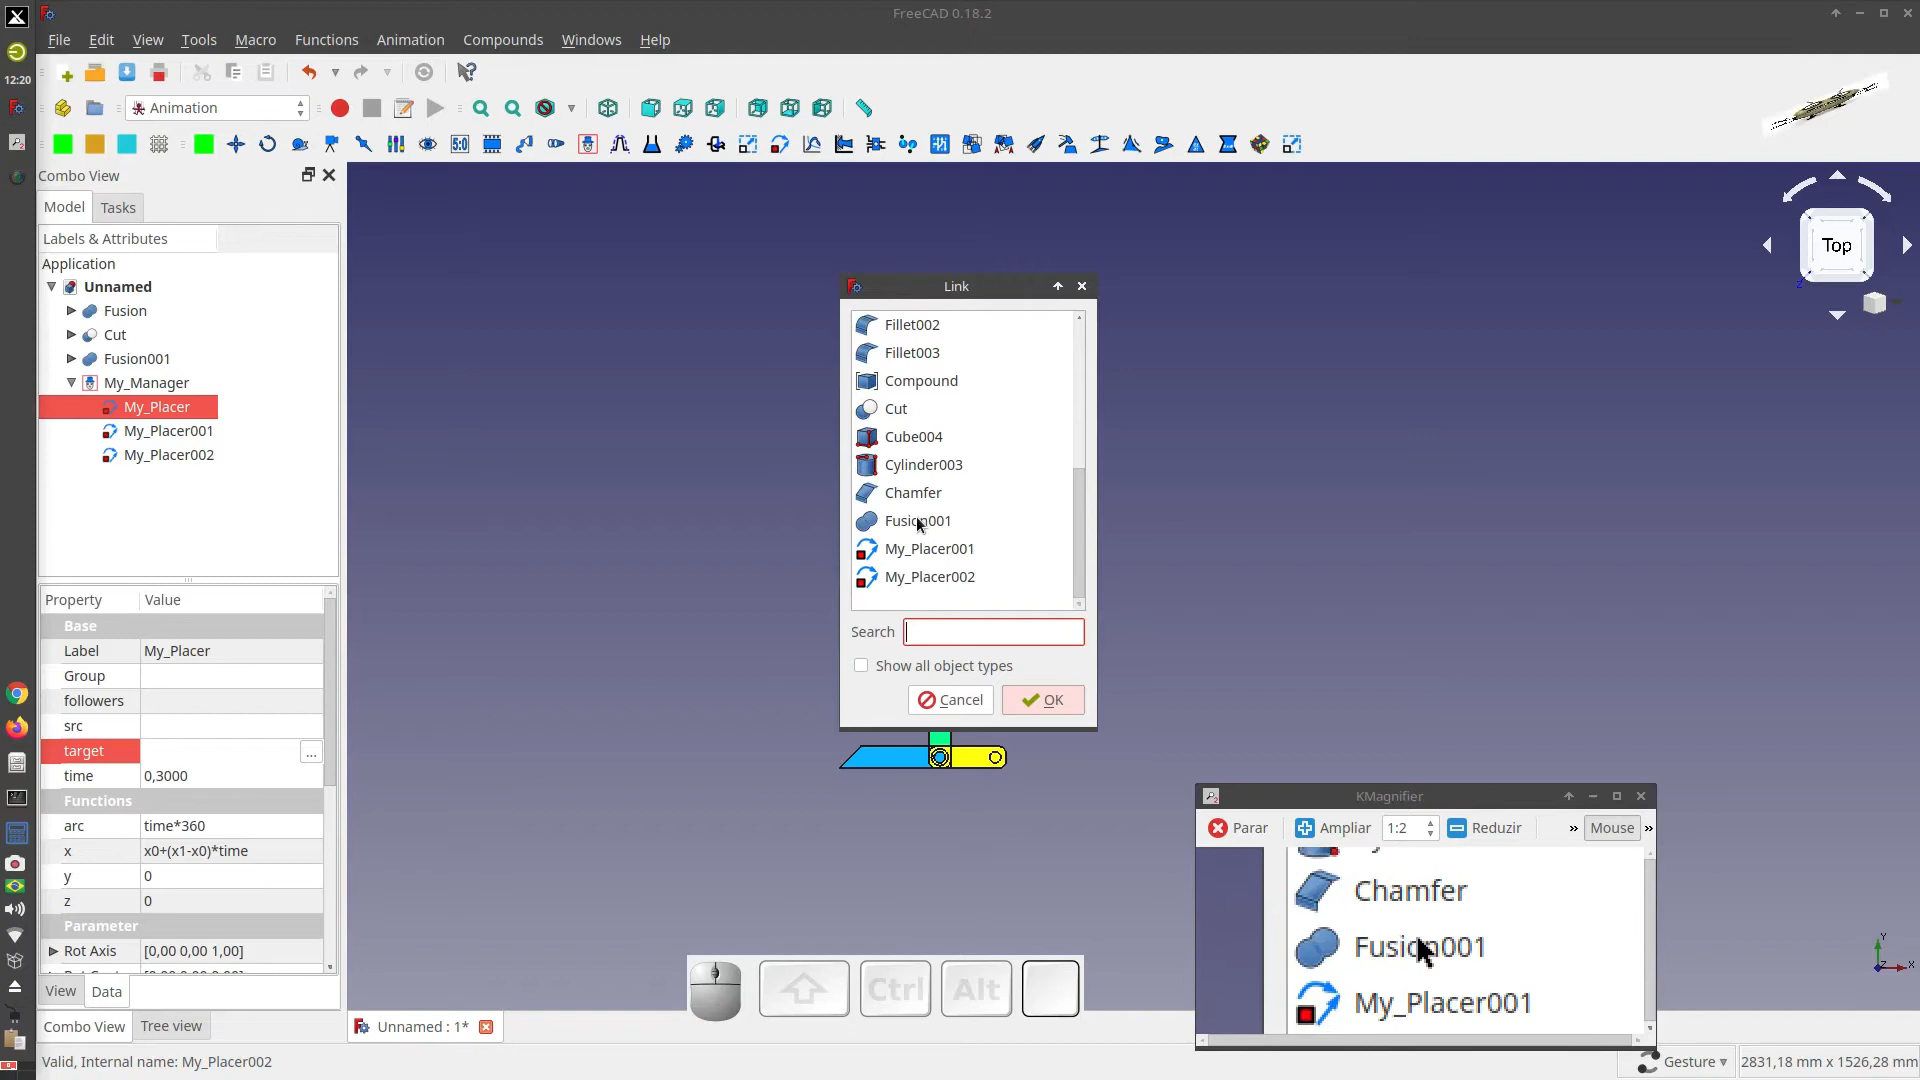 FreeCAD 0.18.2
File Edit View Tools Macro Functions Animation Compounds Windows Help
12:20
Animation
5:0
Combo View
Model Tasks
Labels & Attributes
Application
Unnamed
Fusion
Cut
Fusion001
My_Manager
My_Placer
My_Placer001
My_Placer002
Property Value
Base
Label My_Placer
Group
followers
src
target ...
time 0,3000
Functions
arc time*360
x x0+(x1-x0)*time
y 0
z 0
Parameter
Rot Axis [0,00 0,00 1,00]
View Data
Combo View Tree view
Unnamed : 1*
Valid, Internal name: My_Placer002
Link
Fillet002
Fillet003
Compound
Cut
Cube004
Cylinder003
Chamfer
Fusion001
My_Placer001
My_Placer002
Search
Show all object types
Cancel OK
Top
Z
KMagnifier
Parar Ampliar 1:2 Reduzir » Mouse »
Chamfer
Fusion001
My_Placer001
Ctrl Alt
Y
Z X
Gesture 2831,18 mm x 1526,28 mm